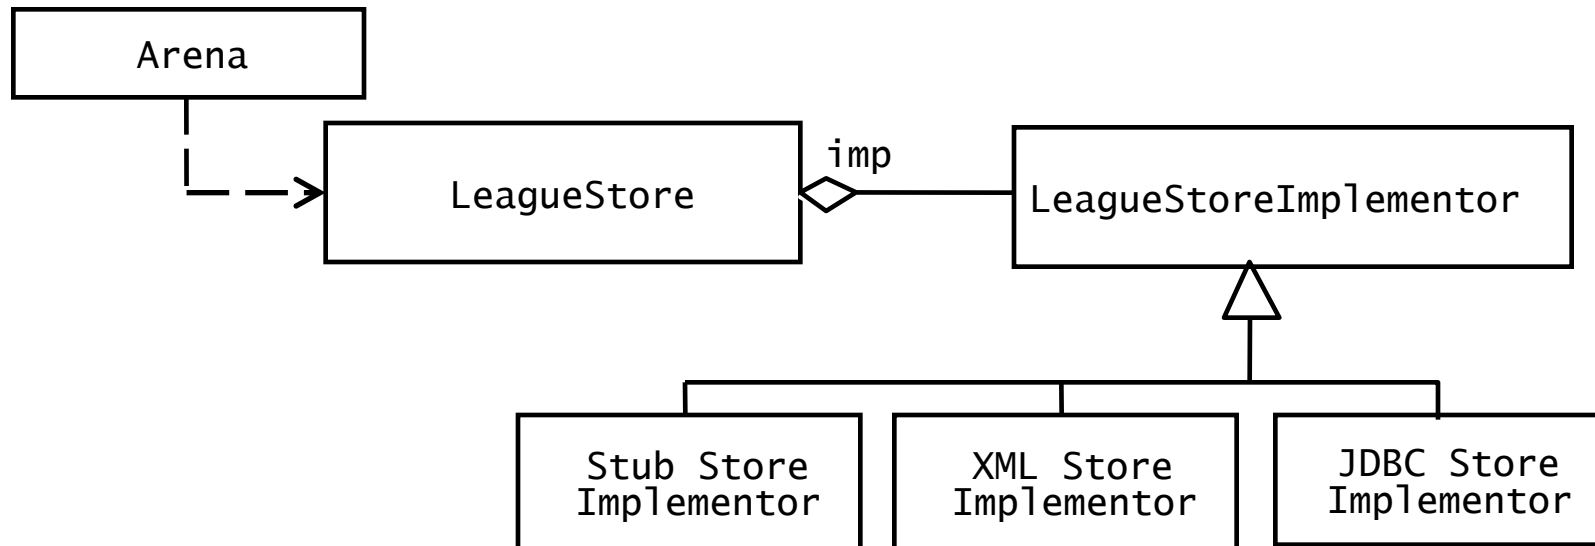 Arena
imp
LeagueStore
LeagueStoreImplementor
Stub Store
Implementor
XML Store
Implementor
JDBC Store
Implementor